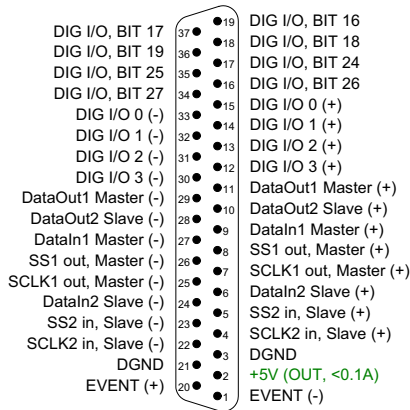 19 DIG I/O, BIT 16
DIG I/O, BIT 17 37
18 DIG I/O, BIT 18
DIG I/O, BIT 19 36
17 DIG I/O, BIT 24
DIG I/O, BIT 25 35
16 DIG I/O, BIT 26
DIG I/O, BIT 27 34
15 DIG I/O 0 (+)
DIG I/O 0 (-) 33
14 DIG I/O 1 (+)
DIG I/O 1 (-) 32
13 DIG I/O 2 (+)
DIG I/O 2 (-) 31
12 DIG I/O 3 (+)
DIG I/O 3 (-) 30
11 DataOut1 Master (+)
DataOut1 Master (-) 29
10 DataOut2 Slave (+)
DataOut2 Slave (-) 28
9 DataIn1 Master (+)
DataIn1 Master (-) 27
8 SS1 out, Master (+)
SS1 out, Master (-) 26
7 SCLK1 out, Master (+)
SCLK1 out, Master (-) 25
6 DataIn2 Slave (+)
DataIn2 Slave (-) 24
5 SS2 in, Slave (+)
SS2 in, Slave (-) 23
4 SCLK2 in, Slave (+)
SCLK2 in, Slave (-) 22
3 DGND
DGND 21
2 +5V (OUT, <0.1A)
EVENT (+) 20
1 EVENT (-)